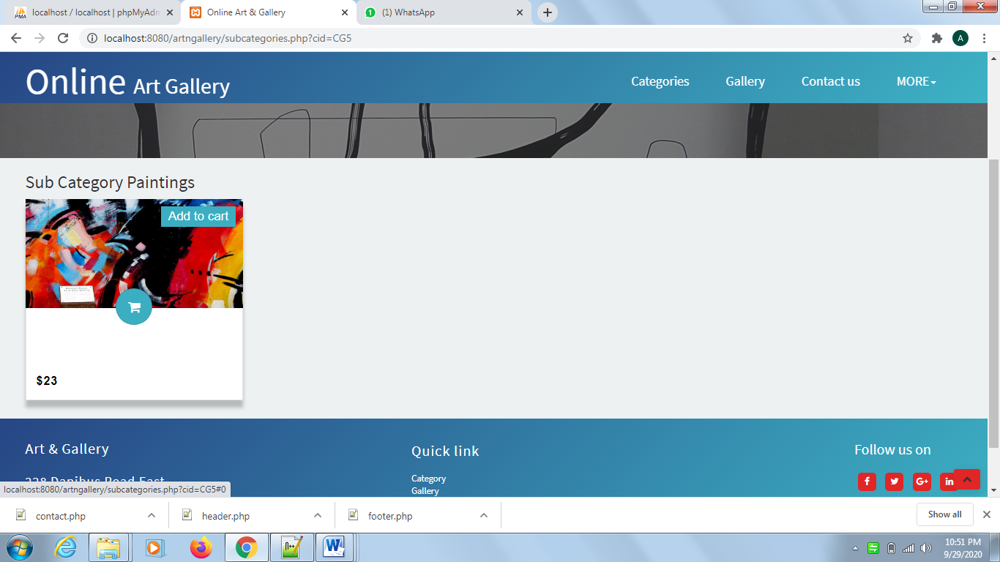 localhost / localhost | phpMyAdm
Online Art & Gallery
(1) WhatsApp
localhost:8080/artngallery/subcategories.php?cid=CG5
A
Online Art Gallery
Categories
Gallery
Contact us
MORE
Sub Category Paintings
Add to cart
$23
Art & Gallery
Quick link
Follow us on
228 Danibus Road East
Category
Gallery
localhost:8080/artngallery/subcategories.php?cid=CG5#0
contact.php
header.php
footer.php
Show all
10:51 PM
9/29/2020